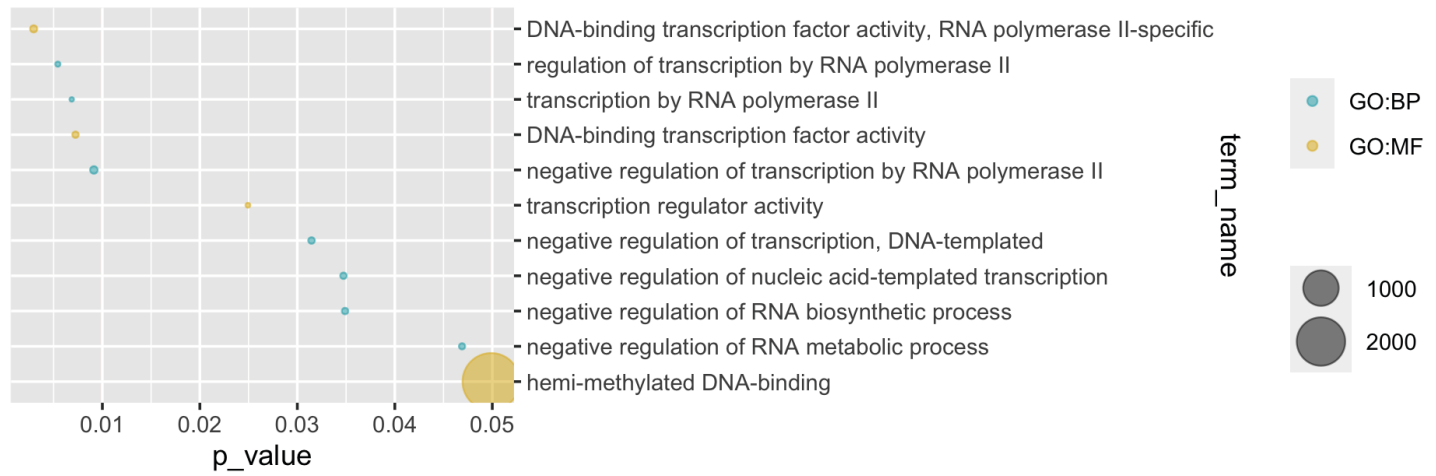 DNA-binding transcription factor activity, RNA polymerase II-specific
regulation of transcription by RNA polymerase II
transcription by RNA polymerase II
DNA-binding transcription factor activity
negative regulation of transcription by RNA polymerase II
transcription regulator activity
negative regulation of transcription, DNA-templated
negative regulation of nucleic acid-templated transcription
negative regulation of RNA biosynthetic process
negative regulation of RNA metabolic process
hemi-methylated DNA-binding
0.01 0.02 0.03 0.04 0.05
p_value
term_name
GO:BP
GO:MF
1000
2000